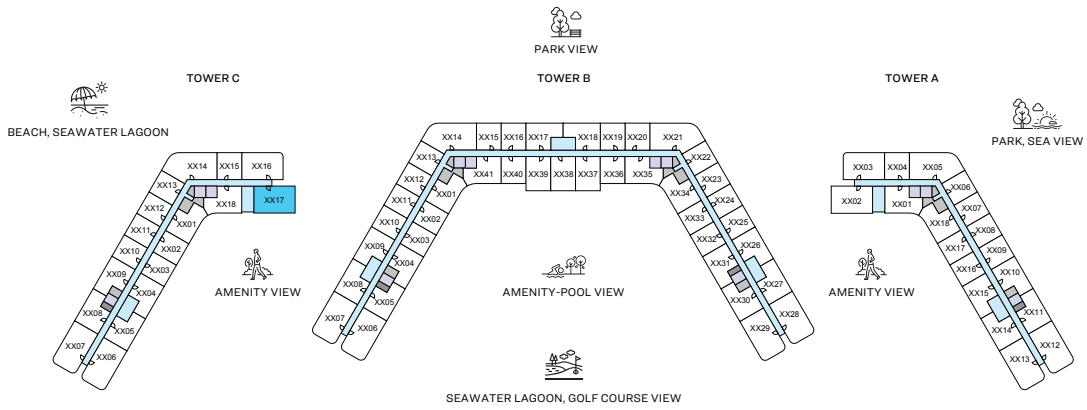 PARK VIEW
TOWER C
TOWER B
TOWER A
BEACH, SEAWATER LAGOON
PARK, SEA VIEW
XX14
XX15
XX16
XX13
XX17
XX12
XX18
XX01
XX11
XX02
XX10
XX03
XX09
XX04
XX08
XX05
XX07
XX06
XX14
XX15
XX16
XX17
XX18
XX19
XX20
XX21
XX13
XX41
XX40
XX39
XX38
XX37
XX36
XX35
XX22
XX12
XX01
XX34
XX23
XX11
XX02
XX33
XX24
XX10
XX03
XX32
XX25
XX09
XX04
XX31
XX26
XX08
XX05
XX30
XX27
XX07
XX06
XX29
XX28
XX03
XX04
XX05
XX02
XX01
XX06
XX18
XX07
XX17
XX08
XX16
XX09
XX15
XX10
XX14
XX11
XX13
XX12
AMENITY VIEW
AMENITY-POOL VIEW
AMENITY VIEW
SEAWATER LAGOON, GOLF COURSE VIEW